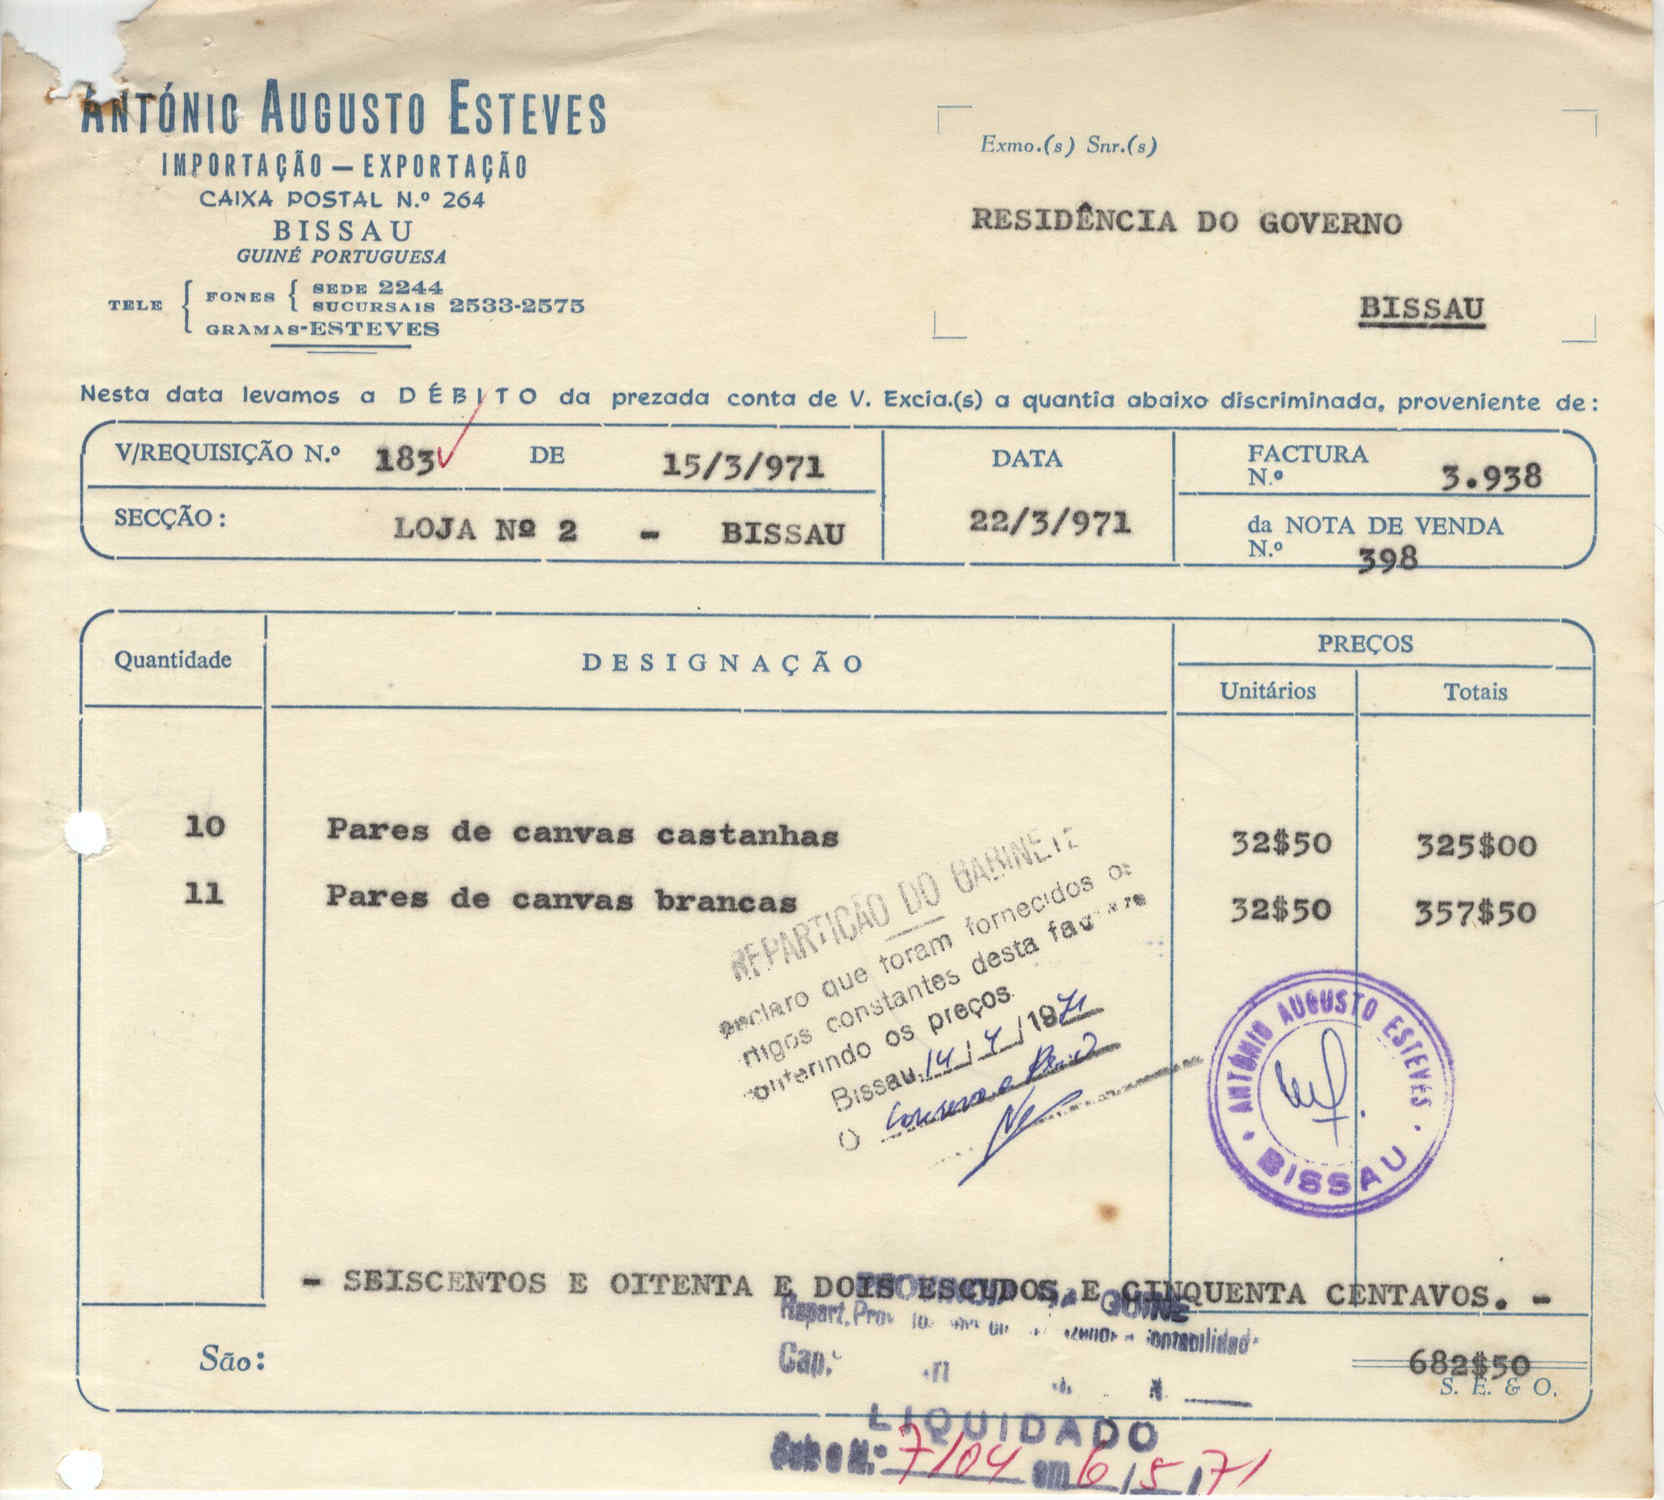 ANTÓNIO AUGUSTO ESTEVES
IMPORTAÇÃO — EXPORTAÇÃO
CAIXA POSTAL N.º 264
BISSAU
GUINÉ PORTUGUESA
TELE { FONES { SEDE 2244
SUCURSAIS 2533-2575
GRAMAS-ESTEVES
Exmo.(s) Snr.(s)
RESIDÊNCIA DO GOVERNO
BISSAU
Nesta data levamos a DÉBITO da prezada conta de V. Excia.(s) a quantia abaixo discriminada, proveniente de:
V/REQUISIÇÃO N.º 183 DE 15/3/971
SECÇÃO: LOJA Nº 2 - BISSAU
DATA
22/3/971
FACTURA
N.º 3.938
da NOTA DE VENDA
N.º 398
Quantidade DESIGNAÇÃO PREÇOS
Unitários Totais
10 Pares de canvas castanhas 32$50 325$00
11 Pares de canvas brancas 32$50 357$50
REPARTIÇÃO DO GABINETE
que foram fornecidos os
constantes desta
os preços.
Bissau, 14/4/1971
O
ANTÓNIO AUGUSTO ESTEVES
BISSAU
- SEISCENTOS E OITENTA E DOIS ESCUDOS E CINQUENTA CENTAVOS. -
Repart.
Cap.
São: 682$50
S. E. & O.
LIQUIDADO
Sub o N.º 7104 em 6/5/71